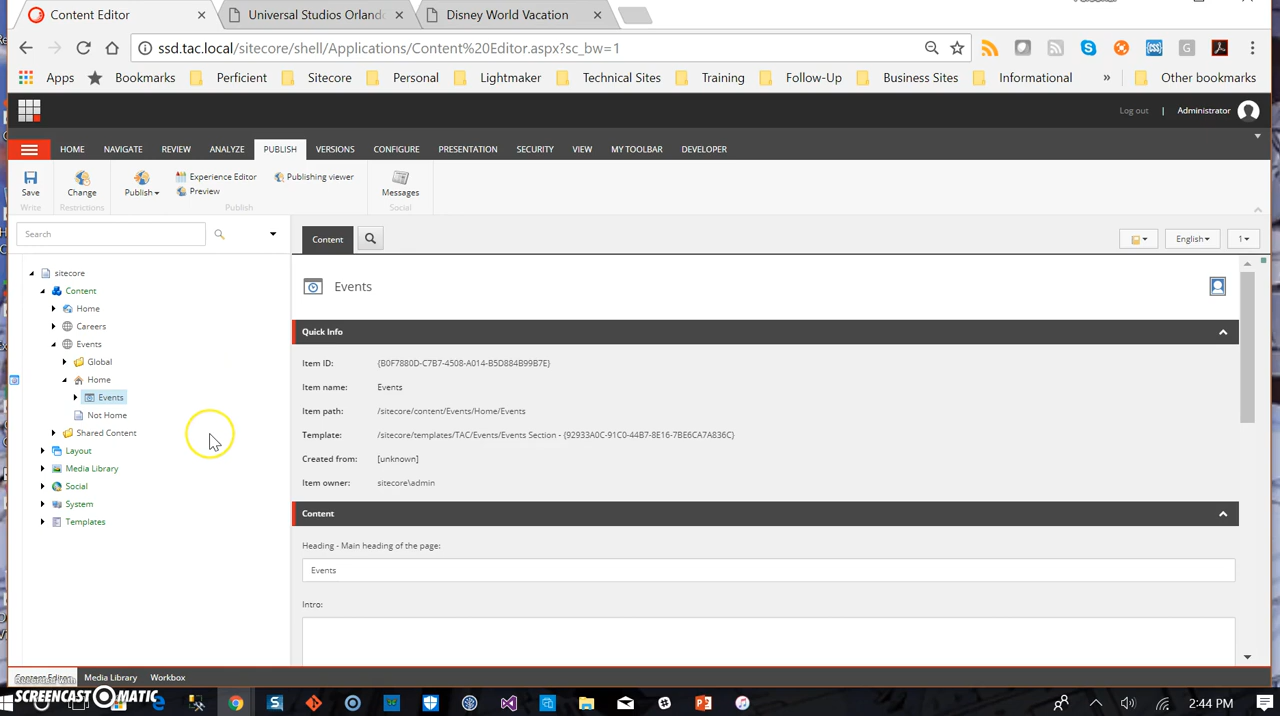 Content Editor
Universal Studios Orland
Disney World Vacation
ssd.tac.local/sitecore/shell/Applications/Content%20Editor.aspx?sc_bw=1
Apps Bookmarks Perficient Sitecore Personal Lightmaker Technical Sites Training Follow-Up Business Sites Informational » Other bookmarks
Log out | Administrator
HOME NAVIGATE REVIEW ANALYZE PUBLISH VERSIONS CONFIGURE PRESENTATION SECURITY VIEW MY TOOLBAR DEVELOPER
Experience Editor Publishing viewer
Save Change Publish Preview Messages
Write Restrictions Publish Social
Search
Content
English
1
sitecore
Content
Home
Careers
Events
Global
Home
Events
Not Home
Shared Content
Layout
Media Library
Social
System
Templates
Events
Quick Info
Item ID: {B0F7880D-C7B7-4508-A014-B5D884B99B7E}
Item name: Events
Item path: /sitecore/content/Events/Home/Events
Template: /sitecore/templates/TAC/Events/Events Section - {92933A0C-91C0-44B7-8E16-7BE6CA7A836C}
Created from: [unknown]
Item owner: sitecore\admin
Content
Heading - Main heading of the page:
Events
Intro:
Media Library Workbox
SCREENCAST MATIC
2:44 PM